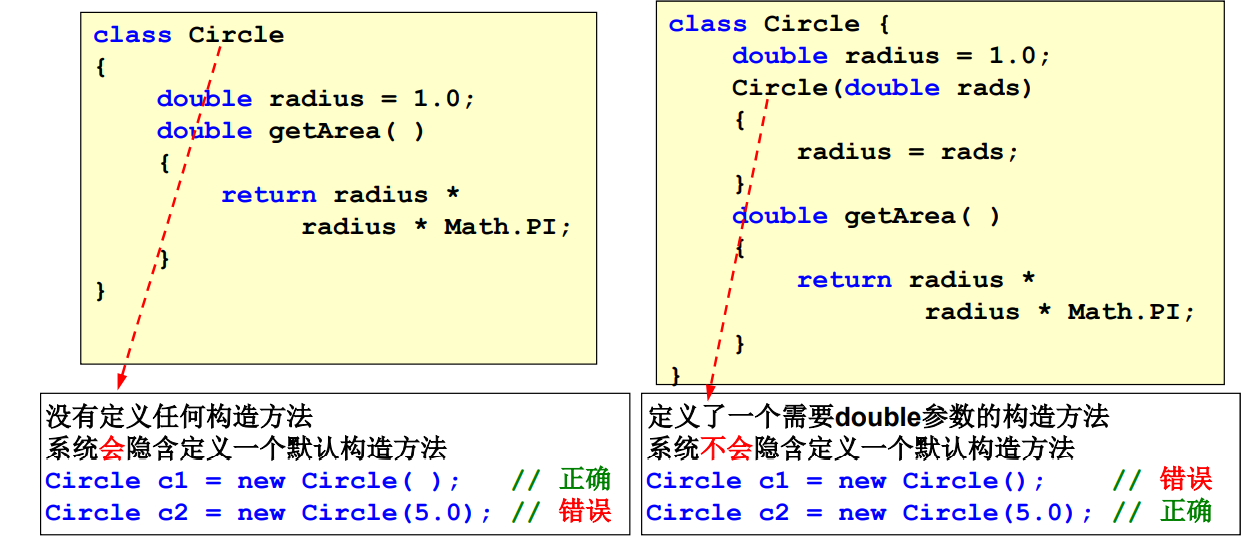 class Circle
{
double radius = 1.0;
double getArea( )
{
return radius *
radius * Math.PI;
}
}
没有定义任何构造方法
系统会隐含定义一个默认构造方法
Circle c1 = new Circle( ); // 正确
Circle c2 = new Circle(5.0); // 错误
class Circle {
double radius = 1.0;
Circle(double rads)
{
radius = rads;
}
double getArea( )
{
return radius *
radius * Math.PI;
}
}
定义了一个需要double参数的构造方法
系统不会隐含定义一个默认构造方法
Circle c1 = new Circle(); // 错误
Circle c2 = new Circle(5.0); // 正确